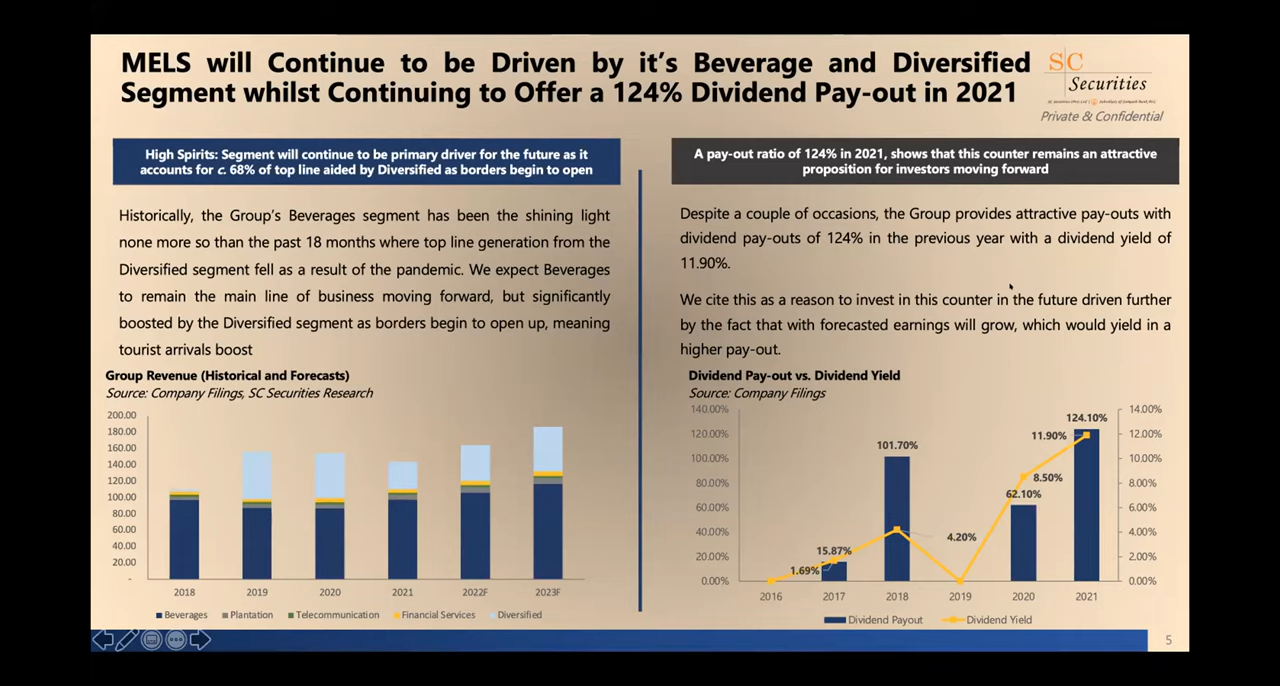 MELS will Continue to be Driven by it's Beverage and Diversified
Segment whilst Continuing to Offer a 124% Dividend Pay-out in 2021
SC
Securities
Private & Confidential
High Spirits: Segment will continue to be primary driver for the future as it
accounts for c. 68% of top line aided by Diversified as borders begin to open
Historically, the Group's Beverages segment has been the shining light
none more so than the past 18 months where top line generation from the
Diversified segment fell as a result of the pandemic. We expect Beverages
to remain the main line of business moving forward, but significantly
boosted by the Diversified segment as borders begin to open up, meaning
tourist arrivals boost
Group Revenue (Historical and Forecasts)
Source: Company Filings, SC Securities Research
200.00
180.00
160.00
140.00
120.00
100.00
80.00
60.00
40.00
20.00
-
2018 2019 2020 2021 2022F 2023F
Beverages Plantation Telecommunication Financial Services Diversified
A pay-out ratio of 124% in 2021, shows that this counter remains an attractive
proposition for investors moving forward
Despite a couple of occasions, the Group provides attractive pay-outs with
dividend pay-outs of 124% in the previous year with a dividend yield of
11.90%.
We cite this as a reason to invest in this counter in the future driven further
by the fact that with forecasted earnings will grow, which would yield in a
higher pay-out.
Dividend Pay-out vs. Dividend Yield
Source: Company Filings
140.00%
120.00%
100.00%
80.00%
60.00%
40.00%
20.00%
0.00%
1.69%
15.87%
101.70%
4.20%
62.10%
8.50%
11.90%
124.10%
14.00%
12.00%
10.00%
8.00%
6.00%
4.00%
2.00%
0.00%
2016 2017 2018 2019 2020 2021
Dividend Payout Dividend Yield
5